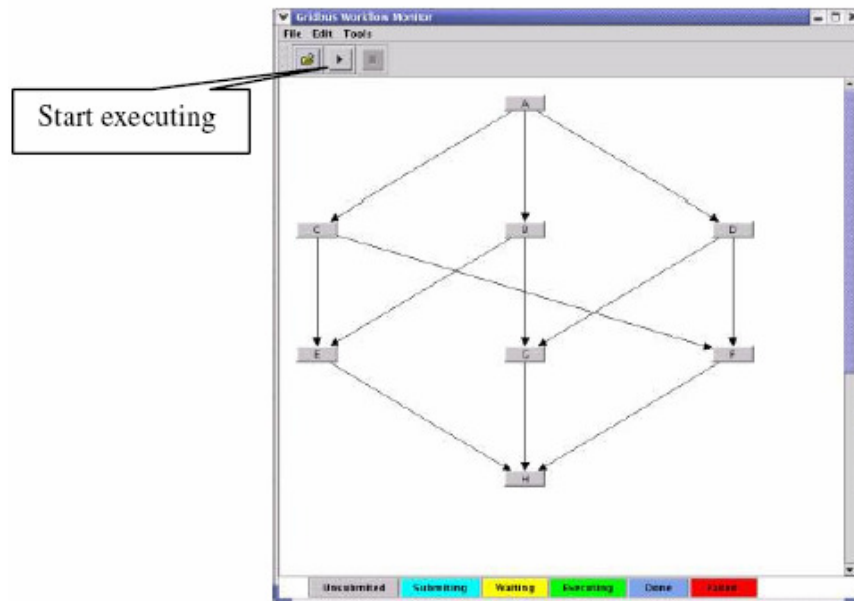 Gridbus Workflow Monitor
File Edit Tools
Start executing
A
C B D
E G F
H
Unsubmitted Submitting Waiting Executing Done Failed